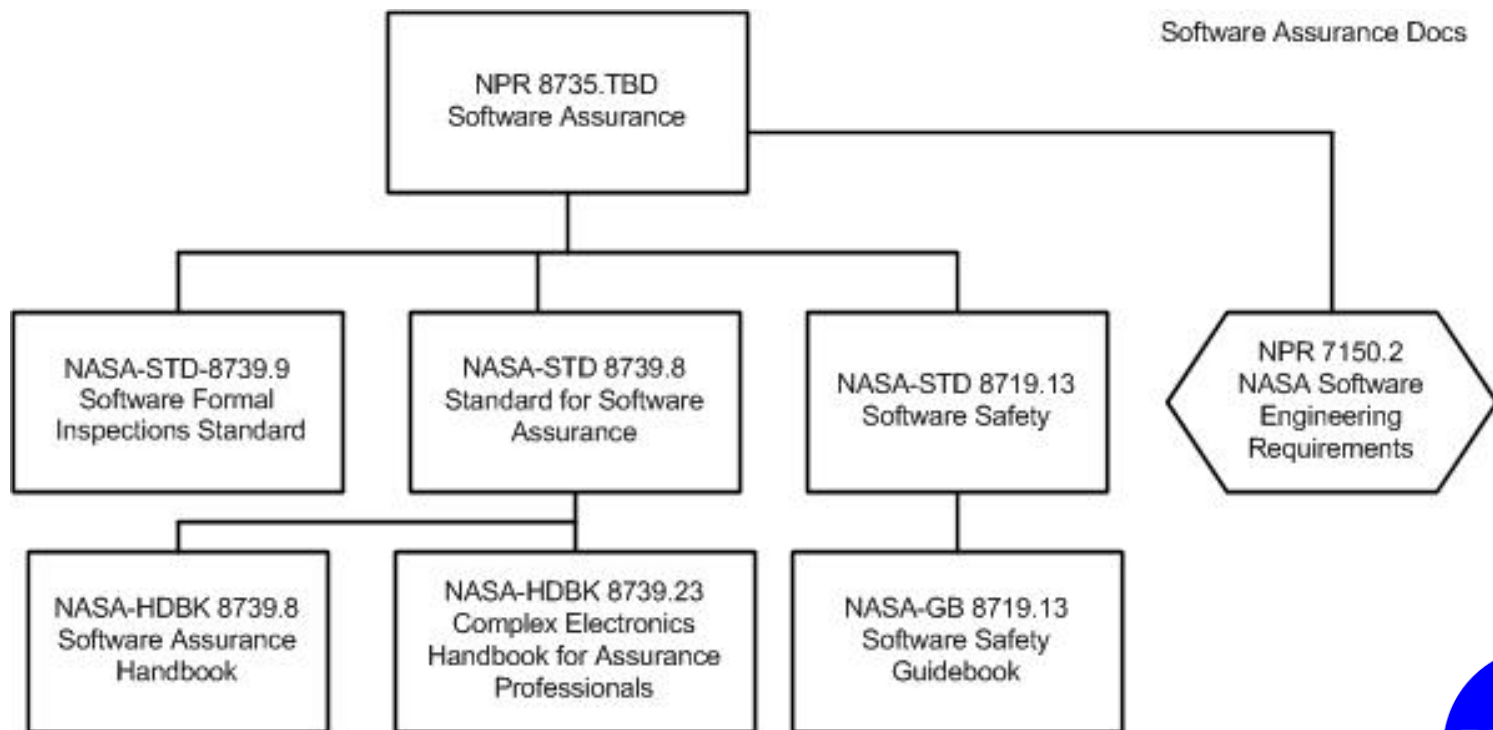 Software Assurance Docs
NPR 8735.TBD
Software Assurance
NASA-STD-8739.9
Software Formal
Inspections Standard
NASA-STD 8739.8
Standard for Software
Assurance
NASA-STD 8719.13
Software Safety
NPR 7150.2
NASA Software
Engineering
Requirements
NASA-HDBK 8739.8
Software Assurance
Handbook
NASA-HDBK 8739.23
Complex Electronics
Handbook for Assurance
Professionals
NASA-GB 8719.13
Software Safety
Guidebook